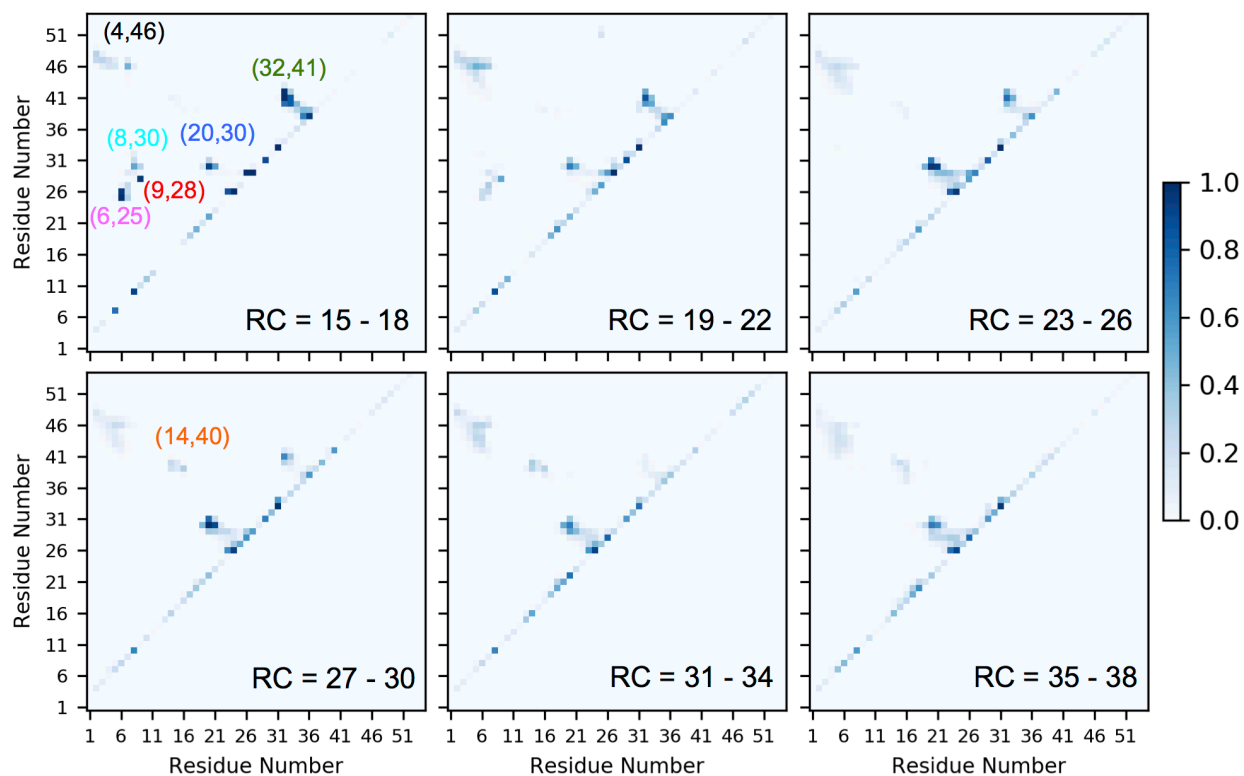 51
46
41
36
31
26
21
16
11
6
1
Residue Number
(4,46)
(32,41)
(8,30)
(20,30)
(9,28)
(6,25)
RC = 15 - 18
RC = 19 - 22
RC = 23 - 26
1.0
0.8
0.6
0.4
0.2
0.0
51
46
41
36
31
26
21
16
11
6
1
Residue Number
(14,40)
RC = 27 - 30
RC = 31 - 34
RC = 35 - 38
1 6 11 16 21 26 31 36 41 46 51
1 6 11 16 21 26 31 36 41 46 51
1 6 11 16 21 26 31 36 41 46 51
Residue Number
Residue Number
Residue Number